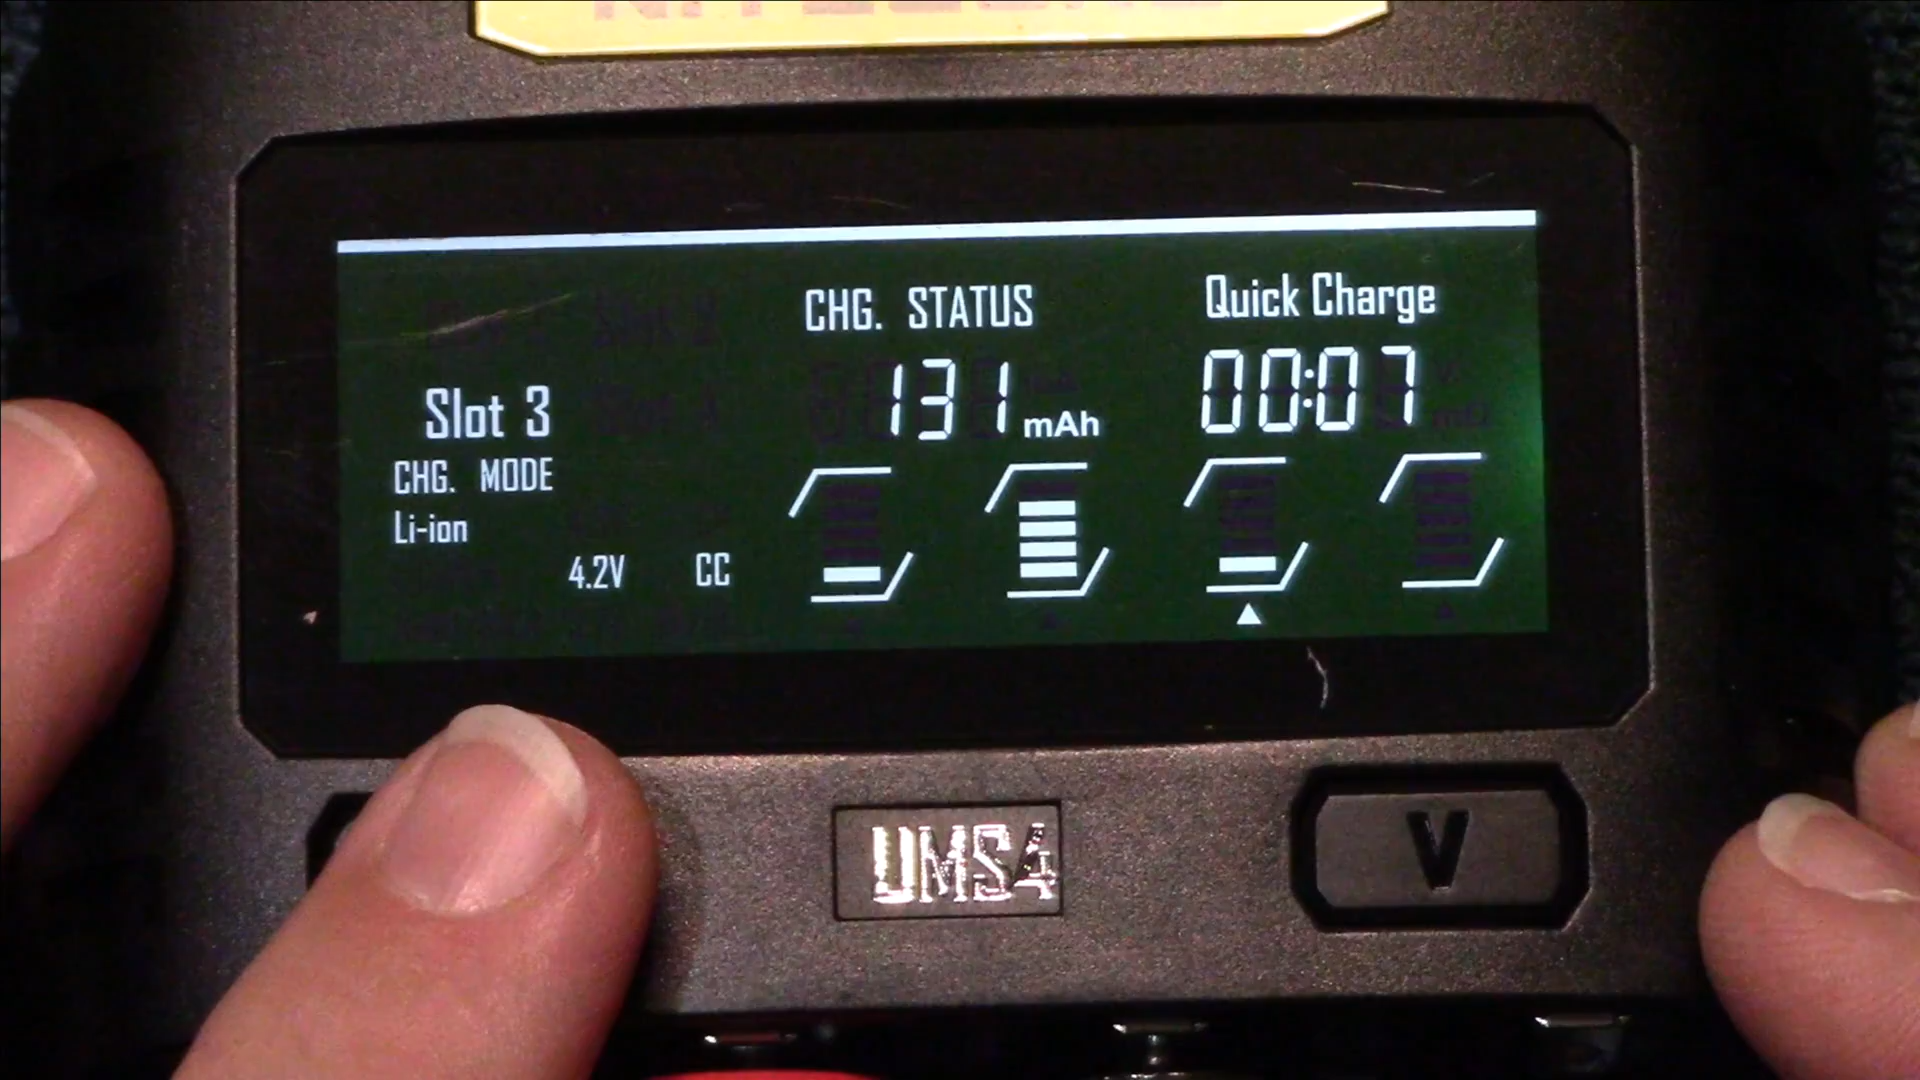 CHG. STATUS
Quick Charge
131 mAh
00:07
Slot 3
CHG. MODE
Li-ion
4.2V CC
UMS4
V